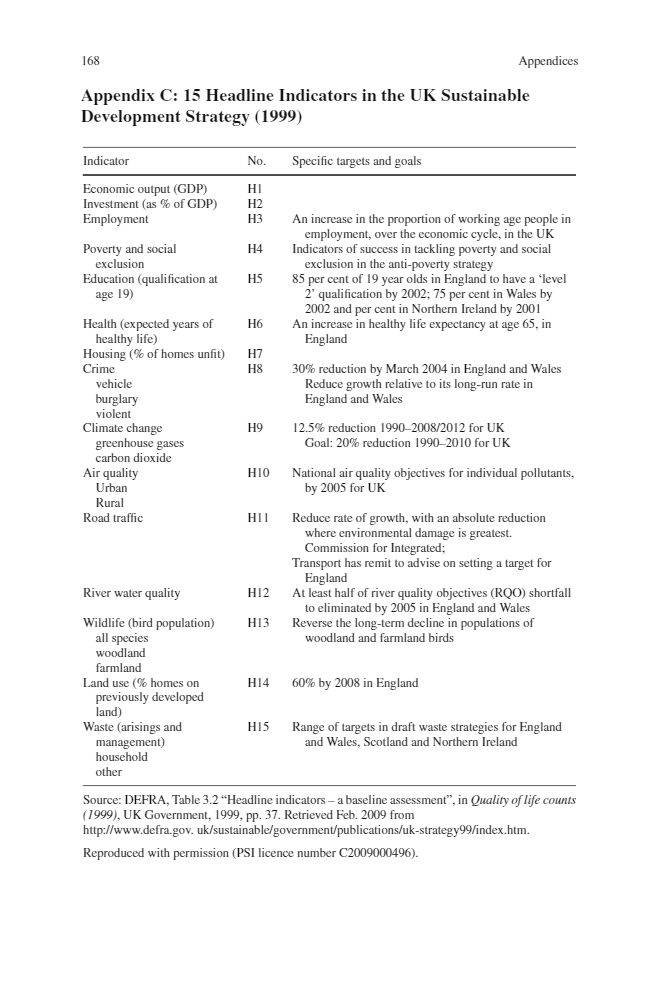 168 Appendices
Appendix C: 15 Headline Indicators in the UK Sustainable
Development Strategy (1999)
Indicator No. Specific targets and goals
Economic output (GDP) H1
Investment (as % of GDP) H2
Employment H3 An increase in the proportion of working age people in
employment, over the economic cycle, in the UK
Poverty and social H4 Indicators of success in tackling poverty and social
exclusion exclusion in the anti-poverty strategy
Education (qualification at H5 85 per cent of 19 year olds in England to have a ‘level
age 19) 2’ qualification by 2002; 75 per cent in Wales by
2002 and per cent in Northern Ireland by 2001
Health (expected years of H6 An increase in healthy life expectancy at age 65, in
healthy life) England
Housing (% of homes unfit) H7
Crime H8 30% reduction by March 2004 in England and Wales
vehicle Reduce growth relative to its long-run rate in
burglary England and Wales
violent
Climate change H9 12.5% reduction 1990–2008/2012 for UK
greenhouse gases Goal: 20% reduction 1990–2010 for UK
carbon dioxide
Air quality H10 National air quality objectives for individual pollutants,
Urban by 2005 for UK
Rural
Road traffic H11 Reduce rate of growth, with an absolute reduction
where environmental damage is greatest.
Commission for Integrated;
Transport has remit to advise on setting a target for
England
River water quality H12 At least half of river quality objectives (RQO) shortfall
to eliminated by 2005 in England and Wales
Wildlife (bird population) H13 Reverse the long-term decline in populations of
all species woodland and farmland birds
woodland
farmland
Land use (% homes on H14 60% by 2008 in England
previously developed
land)
Waste (arisings and H15 Range of targets in draft waste strategies for England
management) and Wales, Scotland and Northern Ireland
household
other
Source: DEFRA, Table 3.2 “Headline indicators – a baseline assessment”, in Quality of life counts
(1999), UK Government, 1999, pp. 37. Retrieved Feb. 2009 from
http://www.defra.gov. uk/sustainable/government/publications/uk-strategy99/index.htm.
Reproduced with permission (PSI licence number C2009000496).